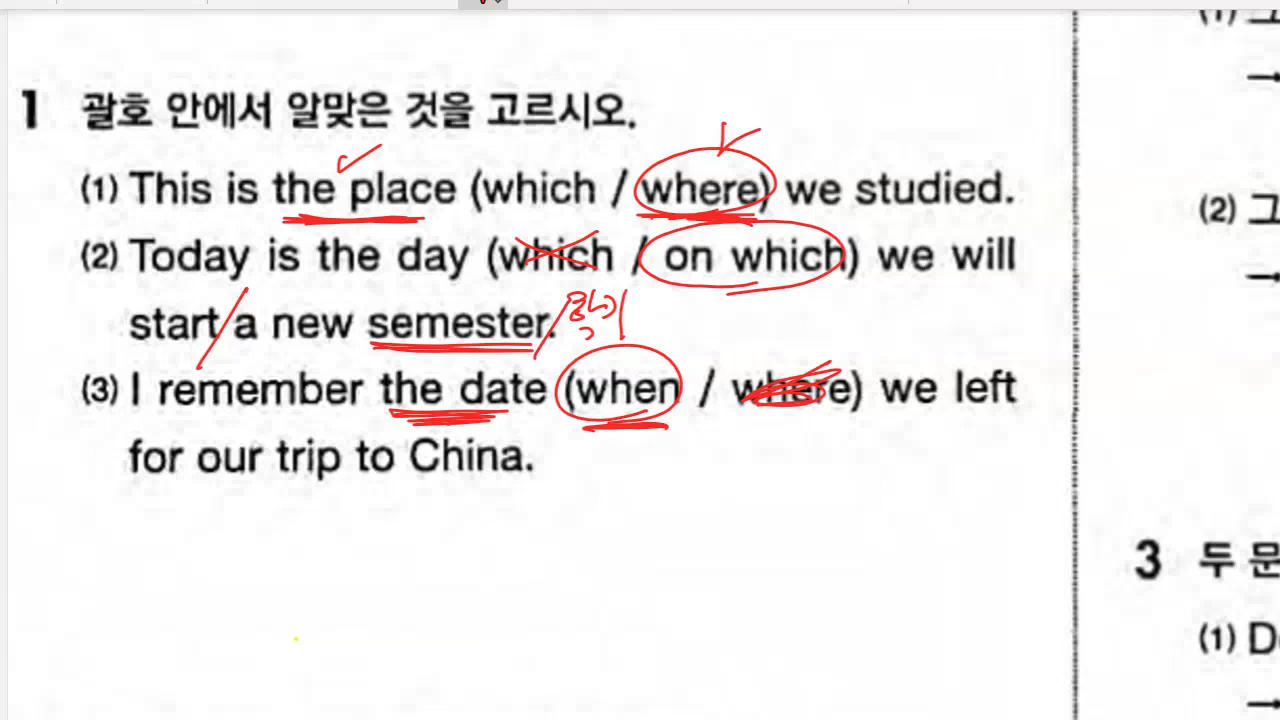 1 괄호 안에서 알맞은 것을 고르시오.
(1) This is the place (which / where) we studied.
(2) Today is the day (which / on which) we will
start a new semester.
(3) I remember the date (when / where) we left
for our trip to China.
(2) 그
→
3 두 문
(1) D
→